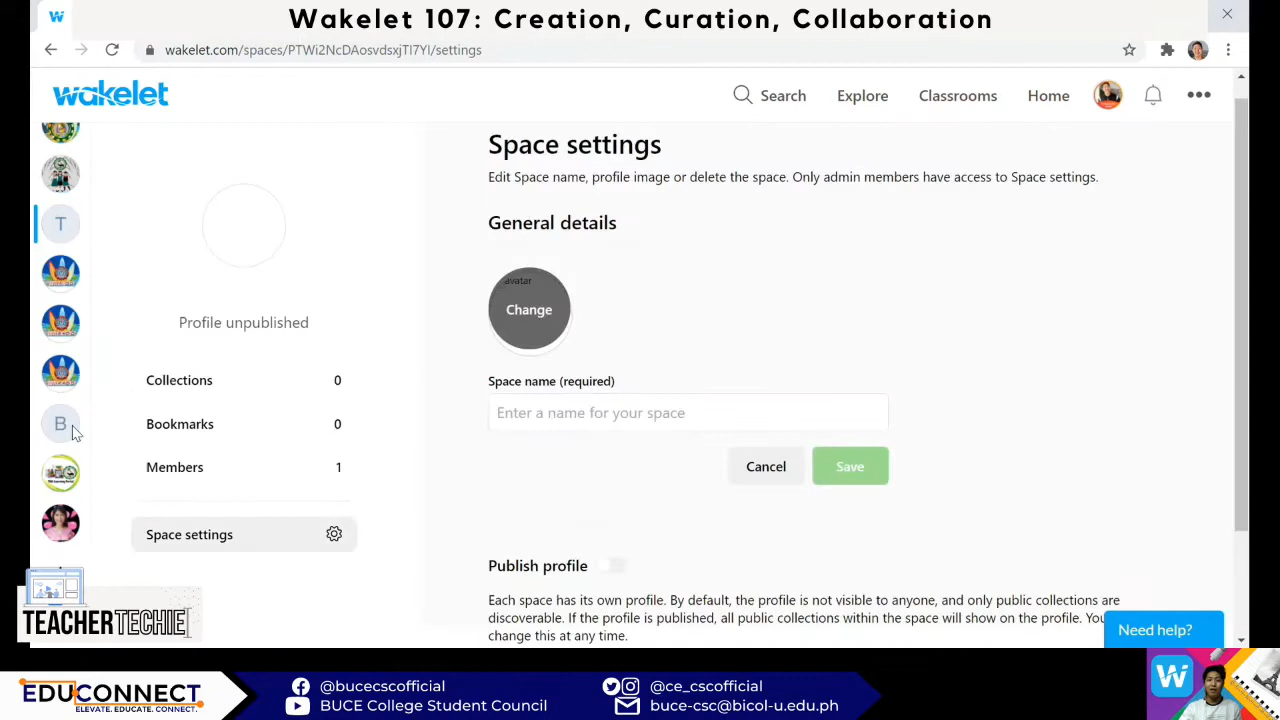 Wakelet 107: Creation, Curation, Collaboration
wakelet.com/spaces/PTWi2NcDAosvdsxjTI7YI/settings
wakelet
Search
Explore
Classrooms
Home
Space settings
Edit Space name, profile image or delete the space. Only admin members have access to Space settings.
General details
T
avatar
Change
Profile unpublished
Space name (required)
Collections 0
Enter a name for your space
B
Bookmarks 0
Members 1
Cancel
Save
Space settings
Publish profile
Each space has its own profile. By default, the profile is not visible to anyone, and only public collections are
discoverable. If the profile is published, all public collections within the space will show on the profile. You
change this at any time.
Need help?
TEACHERTECHIE
EDUCONNECT
ELEVATE. EDUCATE. CONNECT.
@bucecscofficial
BUCE College Student Council
@ce_cscofficial
buce-csc@bicol-u.edu.ph
W